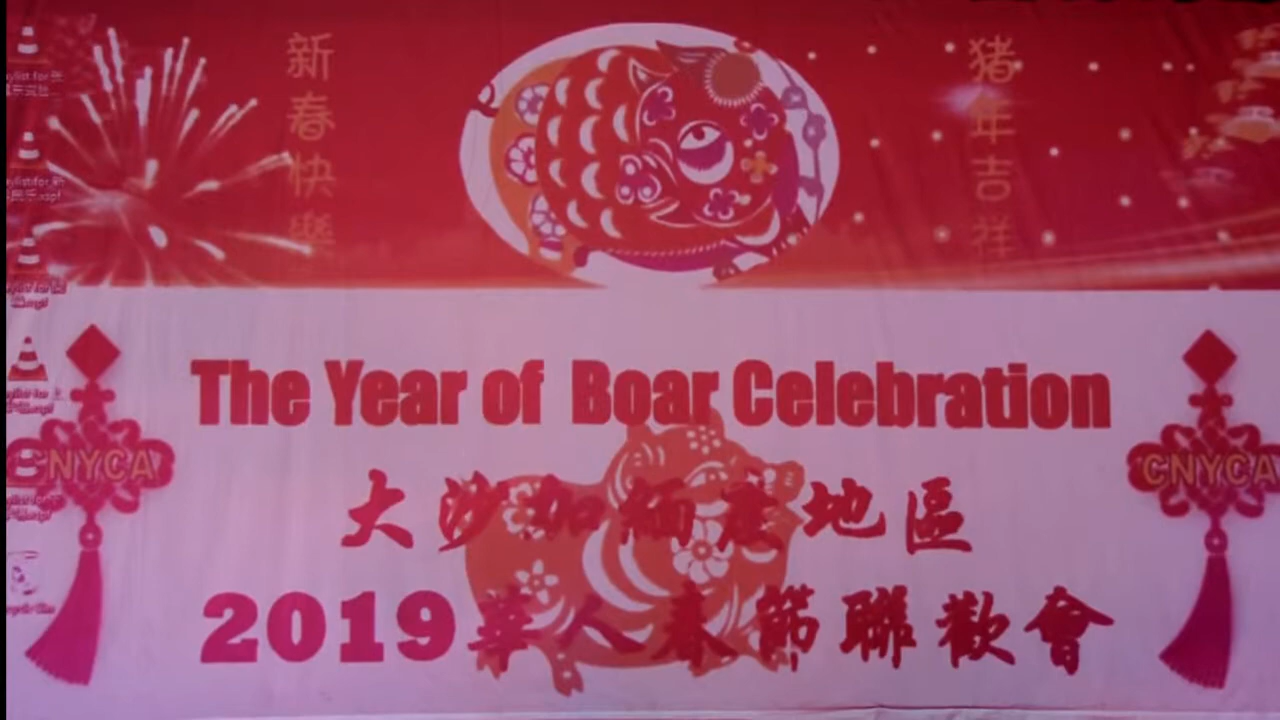 新春快樂
猪年吉祥
The Year of Boar Celebration
CNYCA
CNYCA
大沙加緬度地區
2019華人春節聯歡會